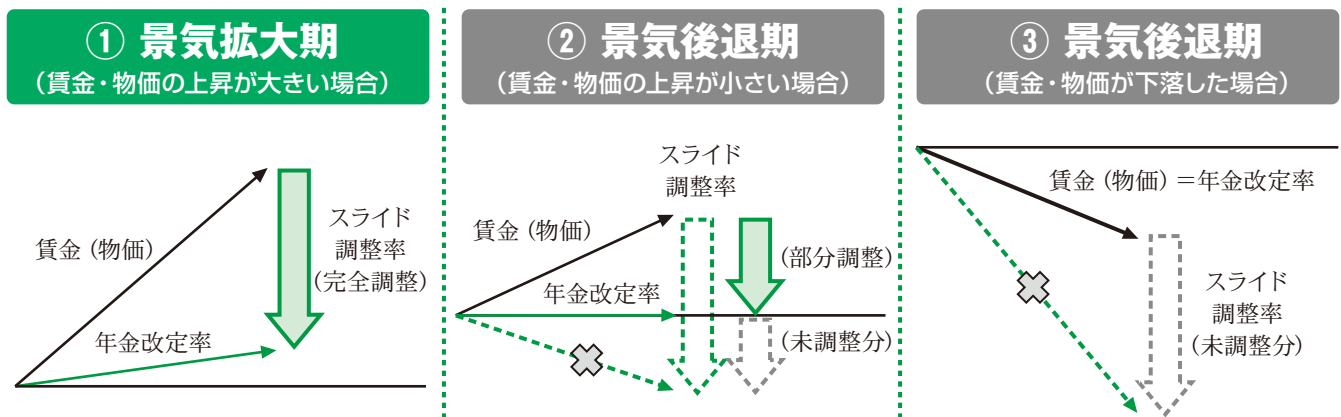 ① 景気拡大期
（賃金・物価の上昇が大きい場合）
賃金（物価）
年金改定率
スライド
調整率
（完全調整）
② 景気後退期
（賃金・物価の上昇が小さい場合）
スライド
調整率
賃金（物価）
（部分調整）
年金改定率
（未調整分）
③ 景気後退期
（賃金・物価が下落した場合）
賃金（物価）＝年金改定率
スライド
調整率
（未調整分）